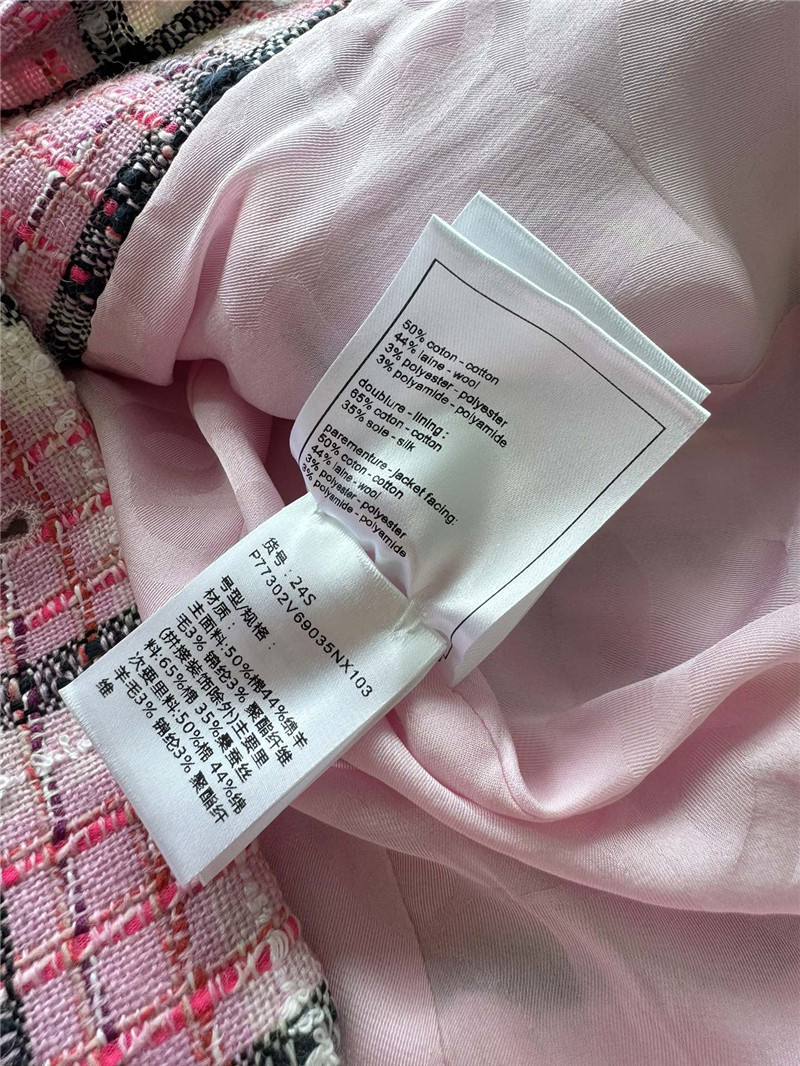 50% coton - cotton
44% laine - wool
3% polyester - polyester
3% polyamide - polyamide
doublure - lining :
65% coton - cotton
35% soie - silk
parementure - jacket facing:
50% coton - cotton
44% laine - wool
3% polyester - polyester
3% polyamide - polyamide
货号：24S
P77302V69035NX103
号型/规格：
材质：
主面料:50%棉44%绵羊
毛3% 锦纶3% 聚酯纤维
(拼接装饰除外)主要里
料:65%棉 35%桑蚕丝
次要里料:50%棉 44%绵
羊毛3% 锦纶3% 聚酯纤
维